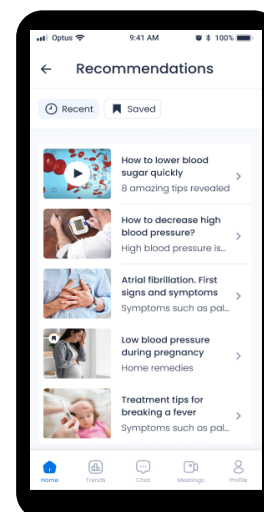 Optus 9:41 AM 100%
Recommendations
Recent Saved
How to lower blood
sugar quickly
8 amazing tips revealed
How to decrease high
blood pressure?
High blood pressure is...
Atrial fibrillation. First
signs and symptoms
Symptoms such as pal...
Low blood pressure
during pregnancy
Home remedies
Treatment tips for
breaking a fever
Symptoms such as pal...
Home Trends Chat Meetings Profile